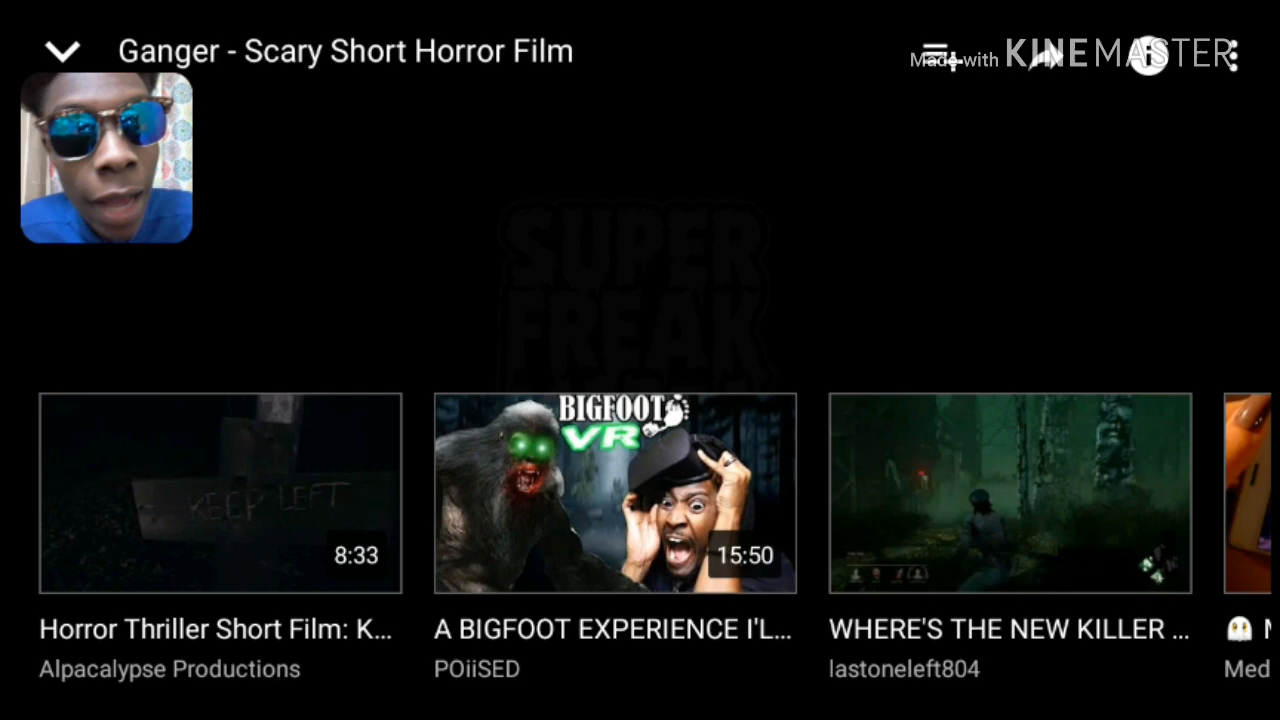 Ganger - Scary Short Horror Film
Made with KINEMASTER
SUPER
FREAK
KEEP LEFT
8:33
BIGFOOT
VR
15:50
Horror Thriller Short Film: K...
A BIGFOOT EXPERIENCE I'L...
WHERE'S THE NEW KILLER ...
Alpacalypse Productions
POiiSED
lastoneleft804
Med